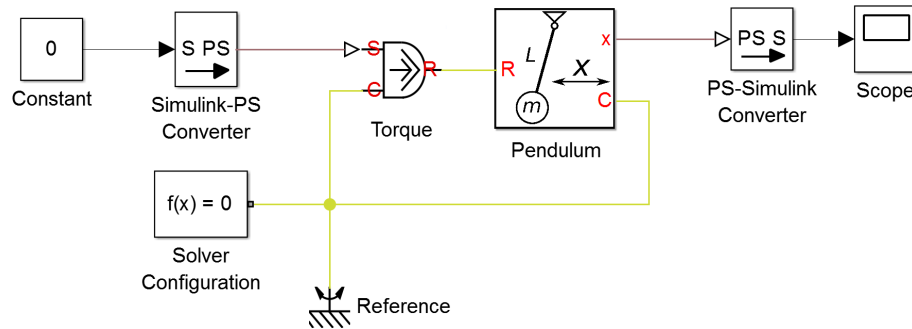 0
Constant
S PS
Simulink-PS
Converter
S
C
R
Torque
R
L
m
X
x
C
Pendulum
PS S
PS-Simulink
Converter
Scope
f(x) = 0
Solver
Configuration
Reference